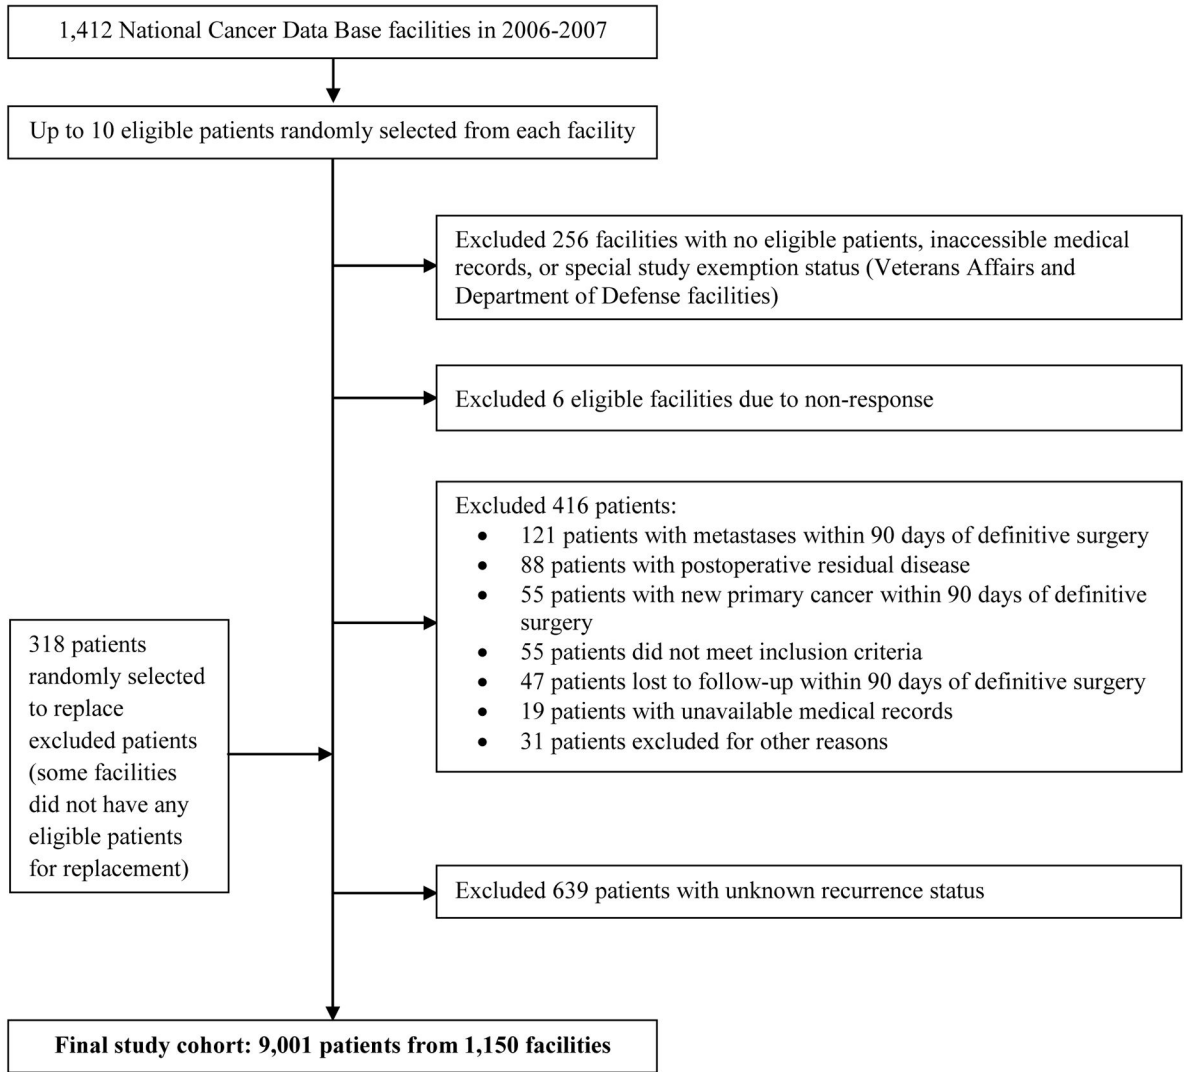 1,412 National Cancer Data Base facilities in 2006-2007
Up to 10 eligible patients randomly selected from each facility
Excluded 256 facilities with no eligible patients, inaccessible medical
records, or special study exemption status (Veterans Affairs and
Department of Defense facilities)
Excluded 6 eligible facilities due to non-response
Excluded 416 patients:
• 121 patients with metastases within 90 days of definitive surgery
• 88 patients with postoperative residual disease
• 55 patients with new primary cancer within 90 days of definitive
surgery
• 55 patients did not meet inclusion criteria
• 47 patients lost to follow-up within 90 days of definitive surgery
• 19 patients with unavailable medical records
• 31 patients excluded for other reasons
318 patients
randomly selected
to replace
excluded patients
(some facilities
did not have any
eligible patients
for replacement)
Excluded 639 patients with unknown recurrence status
Final study cohort: 9,001 patients from 1,150 facilities